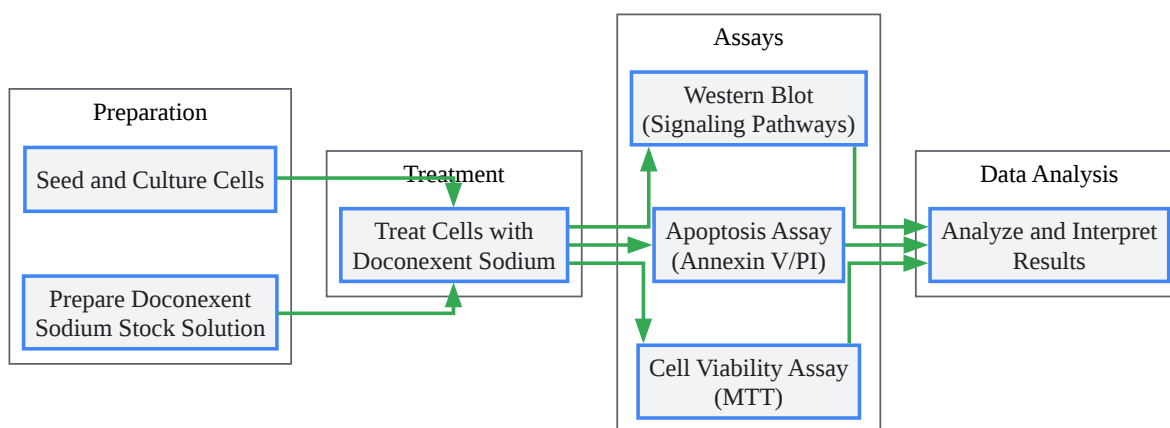 Preparation
Seed and Culture Cells
Prepare Doconexent
Sodium Stock Solution
Treatment
Treat Cells with
Doconexent Sodium
Assays
Western Blot
(Signaling Pathways)
Apoptosis Assay
(Annexin V/PI)
Cell Viability Assay
(MTT)
Data Analysis
Analyze and Interpret
Results